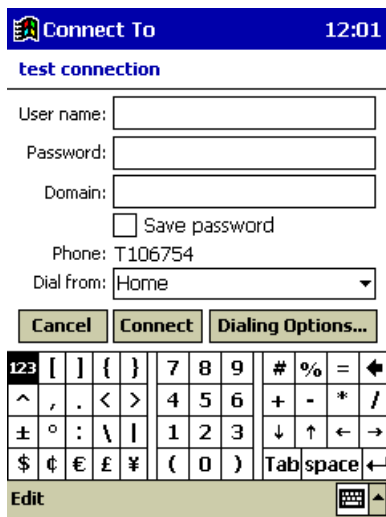 Connect To 12:01
test connection
User name:
Password:
Domain:
Save password
Phone: T106754
Dial from: Home
Cancel Connect Dialing Options...
123 [ ] { } 7 8 9 # % = 🡄
^ , . < > 4 5 6 + - * /
± ° : \ | 1 2 3 ↓ ↑ ← →
$ ¢ € £ ¥ ( 0 ) Tab space ↵
Edit